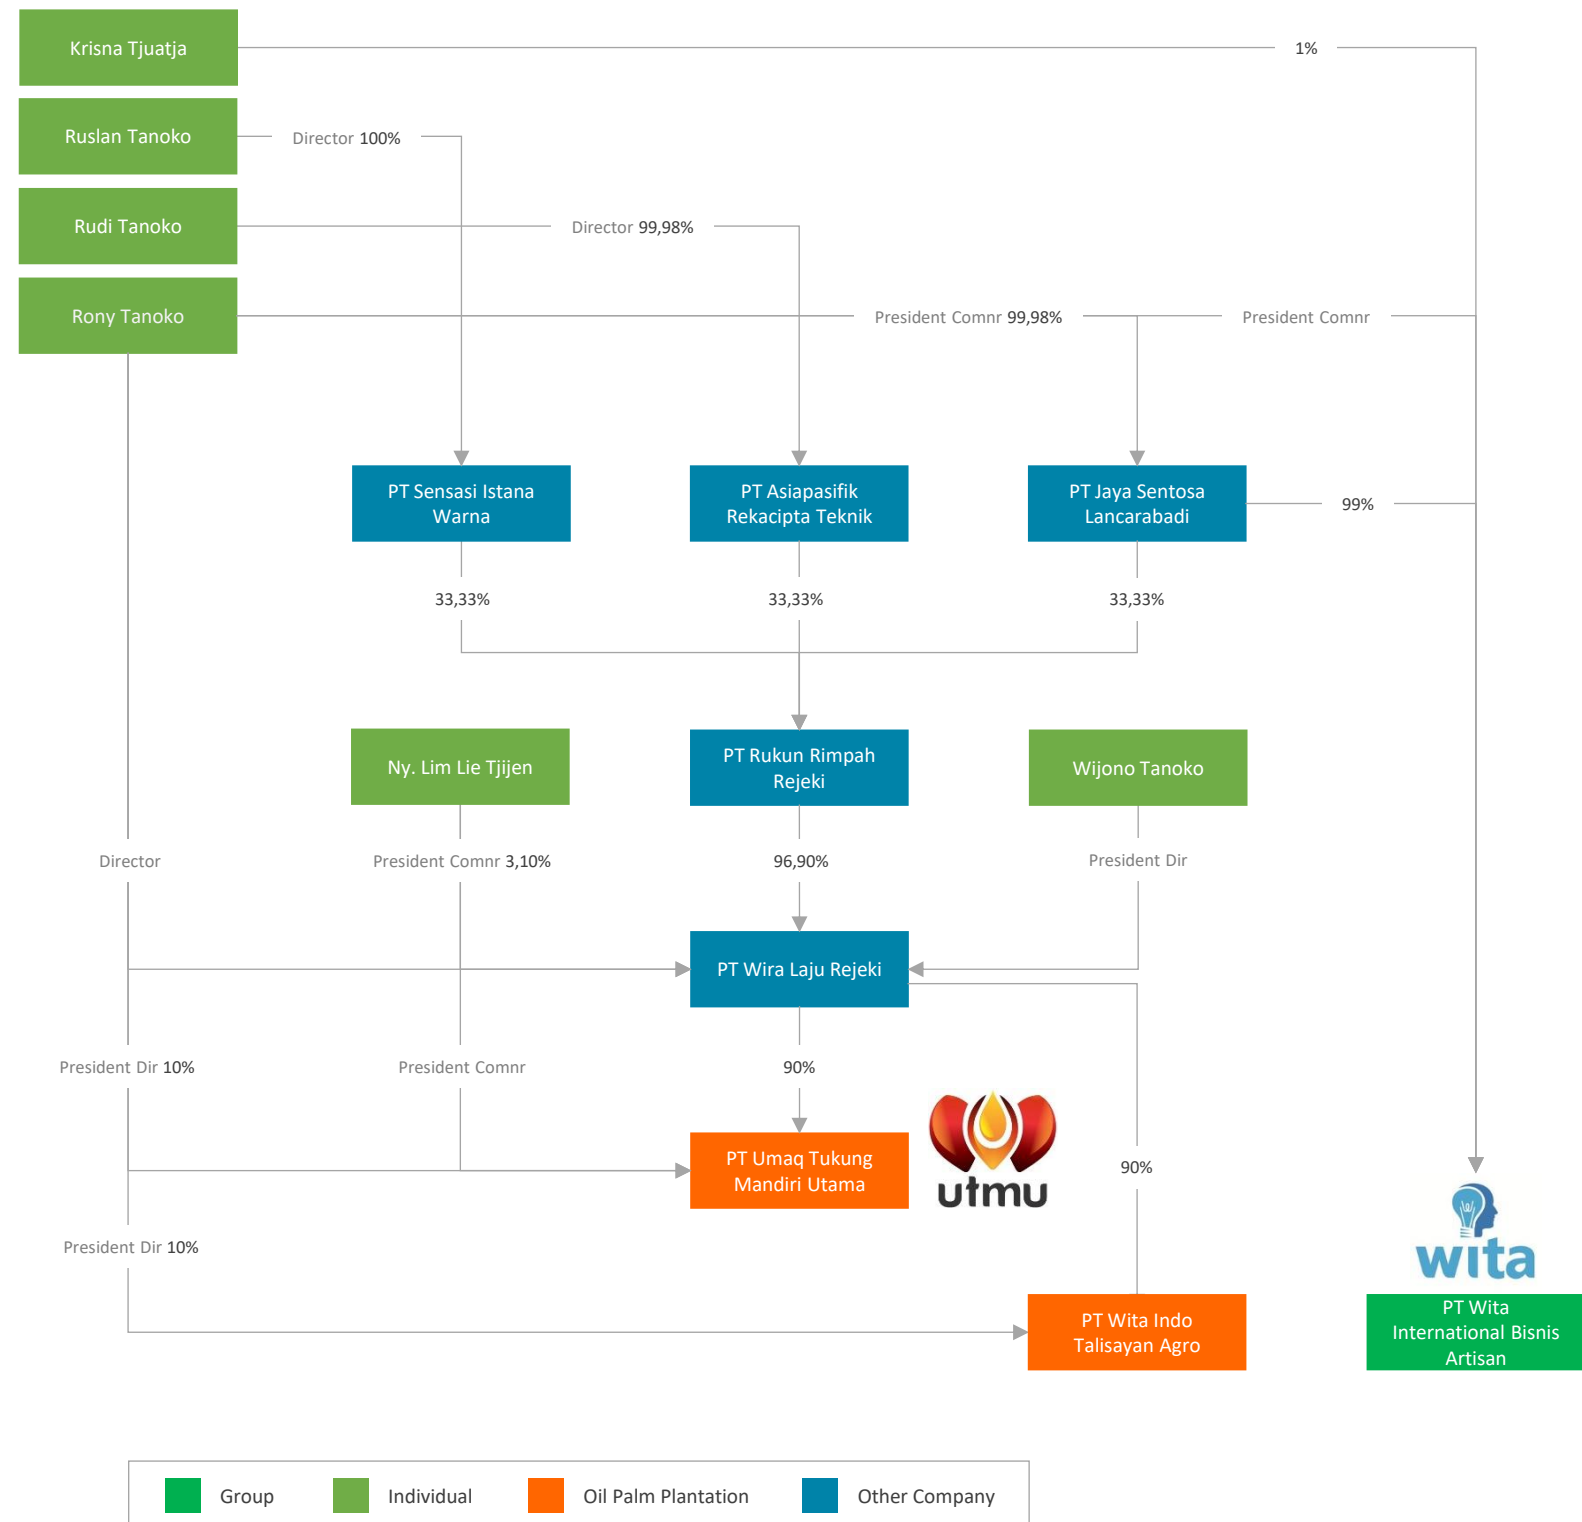 Krisna Tjuatja
1%
Ruslan Tanoko
Director 100%
Rudi Tanoko
Director 99,98%
Rony Tanoko
President Comnr 99,98%
President Comnr
PT Sensasi Istana
Warna
PT Asiapasifik
Rekacipta Teknik
PT Jaya Sentosa
Lancarabadi
99%
33,33%
33,33%
33,33%
Ny. Lim Lie Tjijen
PT Rukun Rimpah
Rejeki
Wijono Tanoko
Director
President Comnr 3,10%
96,90%
President Dir
PT Wira Laju Rejeki
President Dir 10%
President Comnr
90%
PT Umaq Tukung
Mandiri Utama
utmu
90%
President Dir 10%
wita
PT Wita Indo
Talisayan Agro
PT Wita
International Bisnis
Artisan
Group
Individual
Oil Palm Plantation
Other Company